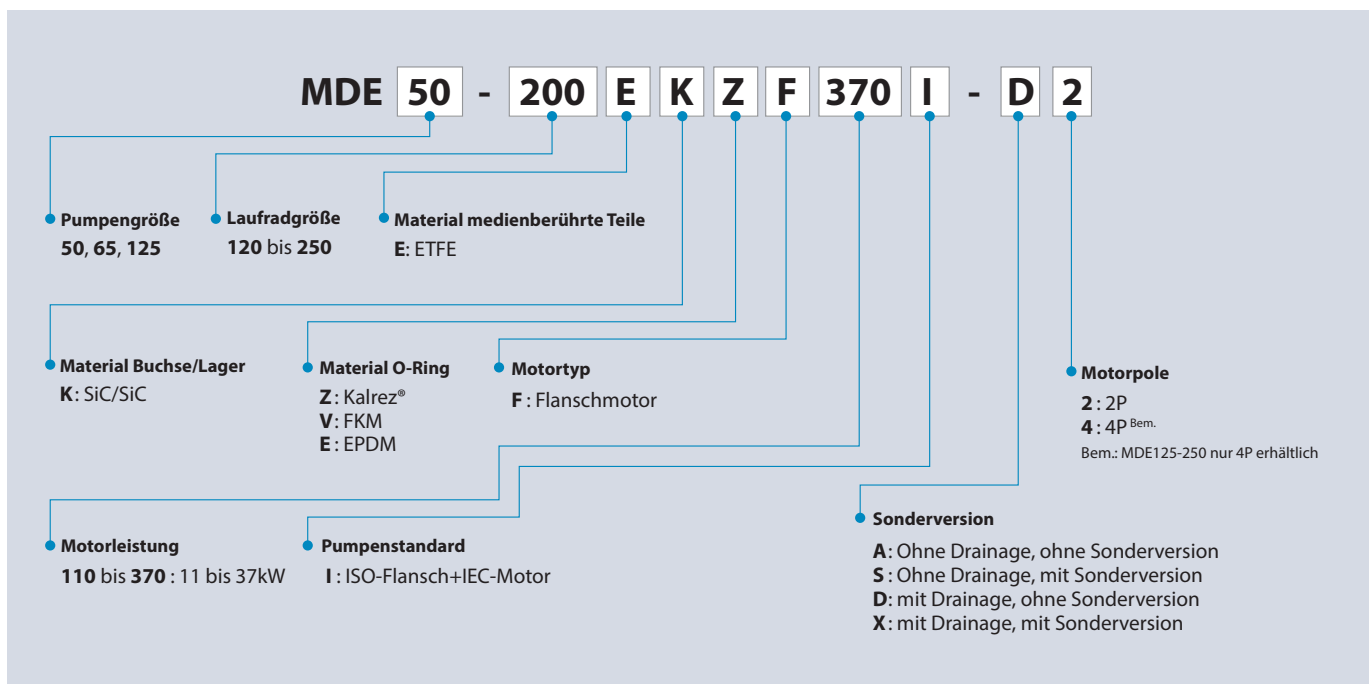 MDE 50 - 200 E K Z F 370 I - D 2
Pumpengröße
50, 65, 125
Laufradgröße
120 bis 250
Material medienberührte Teile
E: ETFE
Material Buchse/Lager
K: SiC/SiC
Material O-Ring
Z: Kalrez®
V: FKM
E: EPDM
Motortyp
F: Flanschmotor
Motorpole
2: 2P
4: 4P Bem.
Bem.: MDE125-250 nur 4P erhältlich
Motorleistung
110 bis 370 : 11 bis 37kW
Pumpenstandard
I: ISO-Flansch+IEC-Motor
Sonderversion
A: Ohne Drainage, ohne Sonderversion
S: Ohne Drainage, mit Sonderversion
D: mit Drainage, ohne Sonderversion
X: mit Drainage, mit Sonderversion